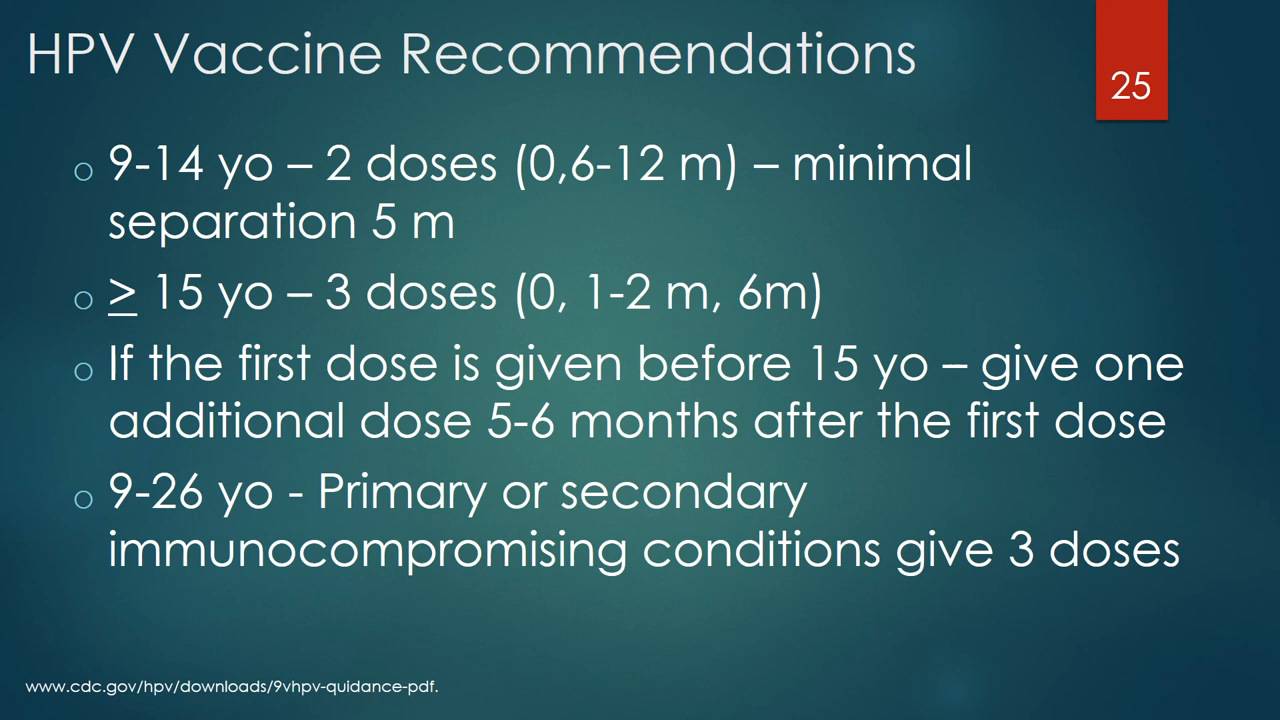 HPV Vaccine Recommendations
25
o 9-14 yo – 2 doses (0,6-12 m) – minimal
separation 5 m
o > 15 yo – 3 doses (0, 1-2 m, 6m)
o If the first dose is given before 15 yo – give one
additional dose 5-6 months after the first dose
o 9-26 yo - Primary or secondary
immunocompromising conditions give 3 doses
www.cdc.gov/hpv/downloads/9vhpv-quidance-pdf.